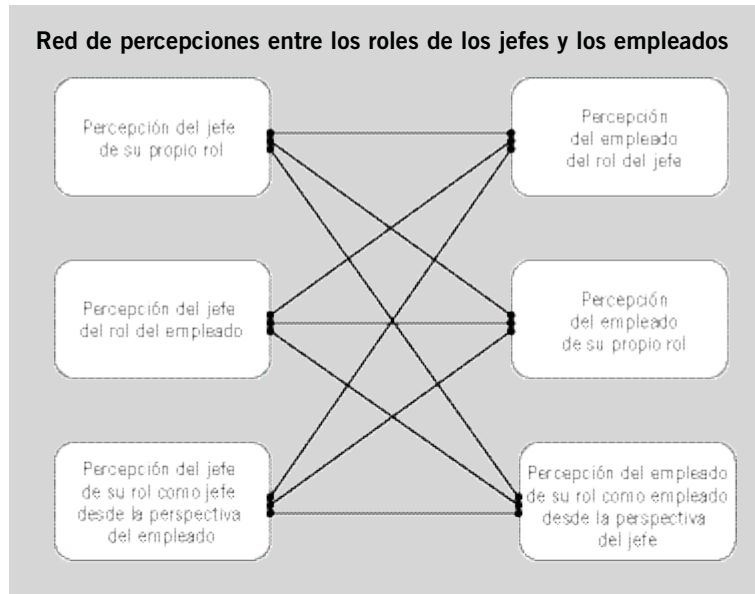 Red de percepciones entre los roles de los jefes y los empleados
Percepción del jefe
de su propio rol
Percepción
del empleado
del rol del jefe
Percepción del jefe
del rol del empleado
Percepción
del empleado
de su propio rol
Percepción del jefe
de su rol como jefe
desde la perspectiva
del empleado
Percepción del empleado
de su rol como empleado
desde la perspectiva
del jefe